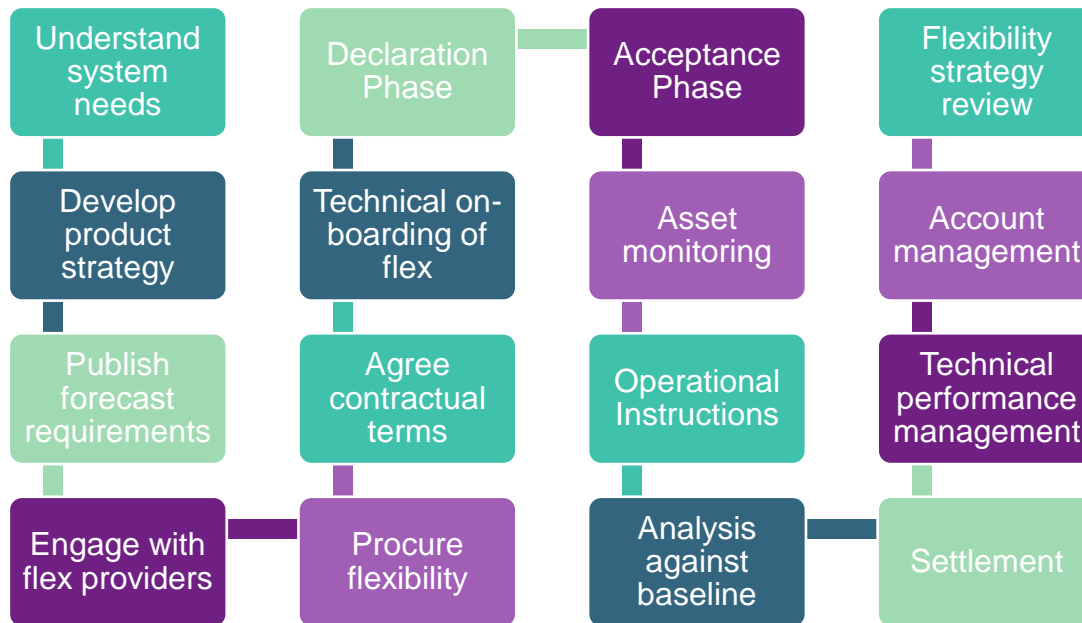 Understand
system
needs
Develop
product
strategy
Publish
forecast
requirements
Engage with
flex providers
Procure
flexibility
Agree
contractual
terms
Technical on-
boarding of
flex
Declaration
Phase
Acceptance
Phase
Asset
monitoring
Operational
Instructions
Analysis
against
baseline
Settlement
Technical
performance
management
Account
management
Flexibility
strategy
review